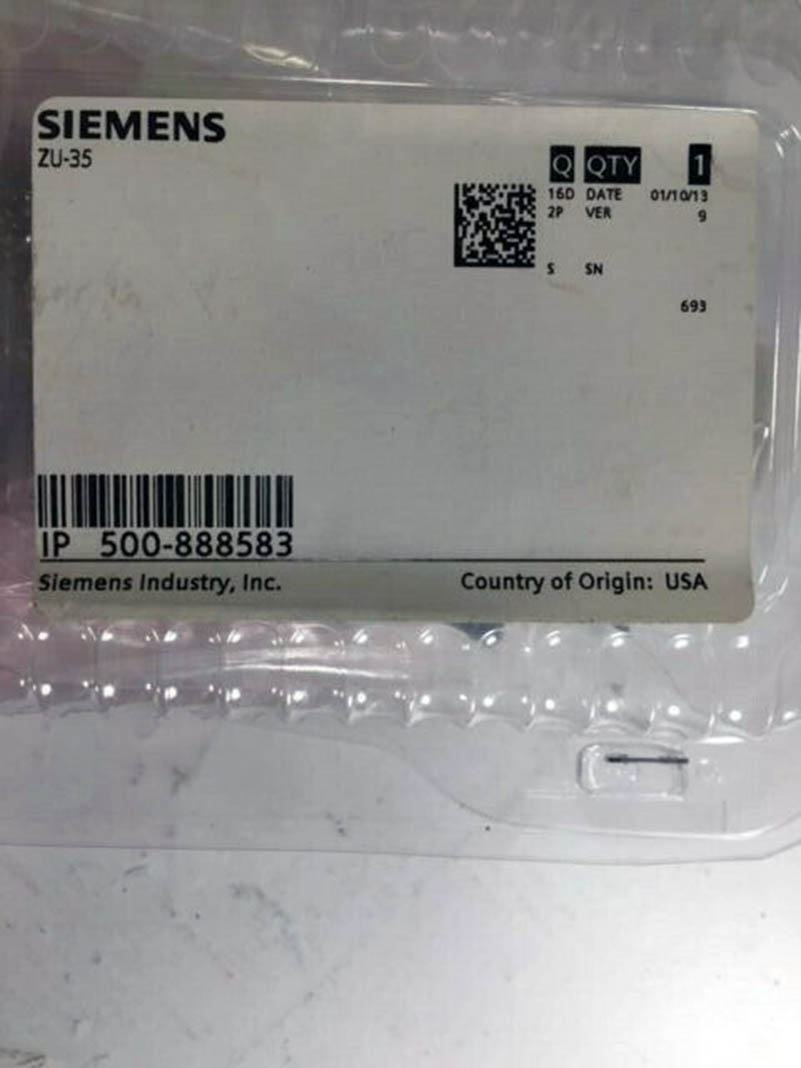 SIEMENS
ZU-35
Q QTY 1
16D DATE 01/10/13
2P VER 9
S SN
693
IP 500-888583
Siemens Industry, Inc. Country of Origin: USA